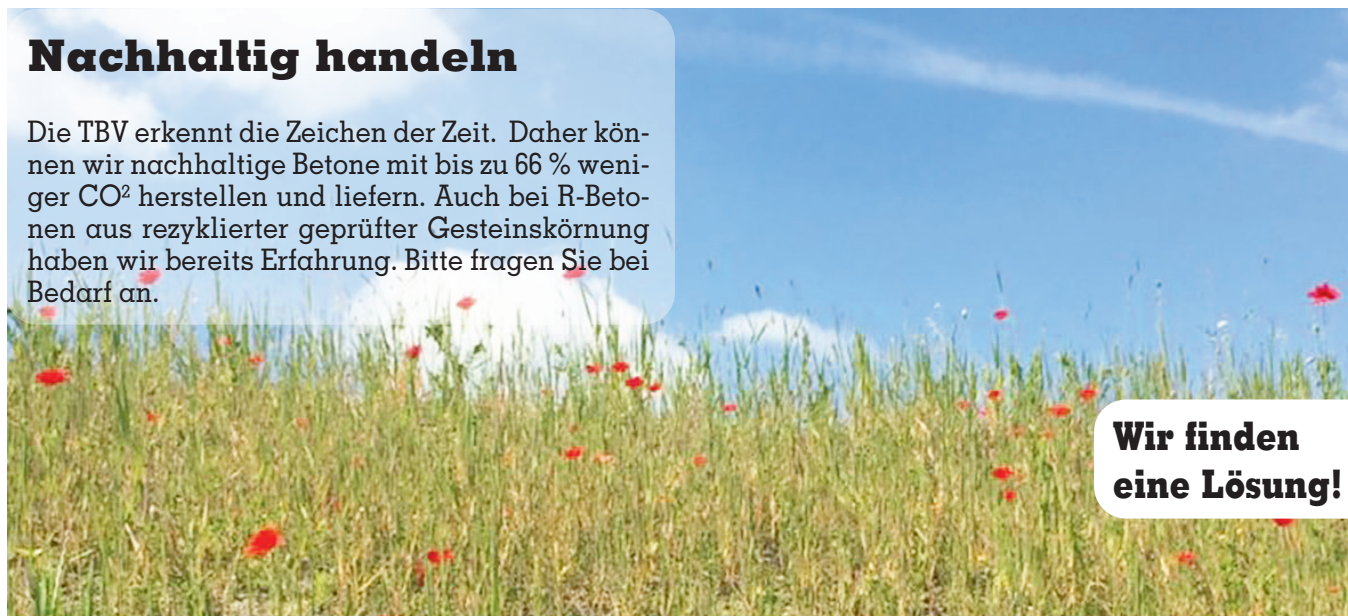 Nachhaltig handeln
Die TBV erkennt die Zeichen der Zeit.  Daher kön-
nen wir nachhaltige Betone mit bis zu 66 % weni-
ger CO² herstellen und liefern. Auch bei R-Beto-
nen aus rezyklierter geprüfter Gesteinskörnung
haben wir bereits Erfahrung. Bitte fragen Sie bei
Bedarf an.
Wir finden
eine Lösung!